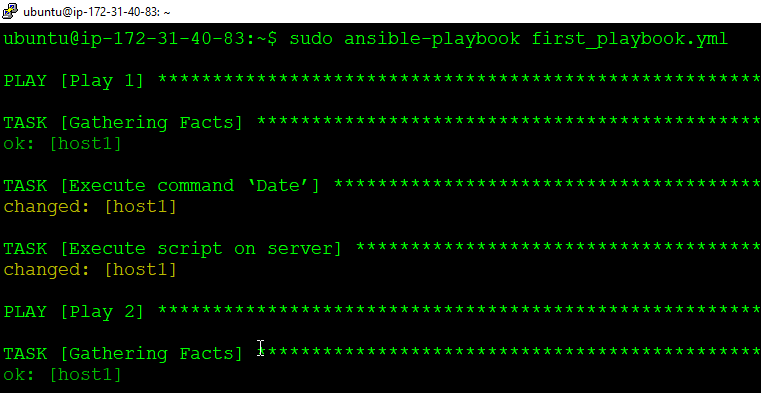 ubuntu@ip-172-31-40-83: ~
ubuntu@ip-172-31-40-83:~$ sudo ansible-playbook first_playbook.yml
PLAY [Play 1] *********************************************************
TASK [Gathering Facts] ************************************************
ok: [host1]
TASK [Execute command ‘Date’] *****************************************
changed: [host1]
TASK [Execute script on server] ***************************************
changed: [host1]
PLAY [Play 2] *********************************************************
TASK [Gathering Facts] ************************************************
ok: [host1]